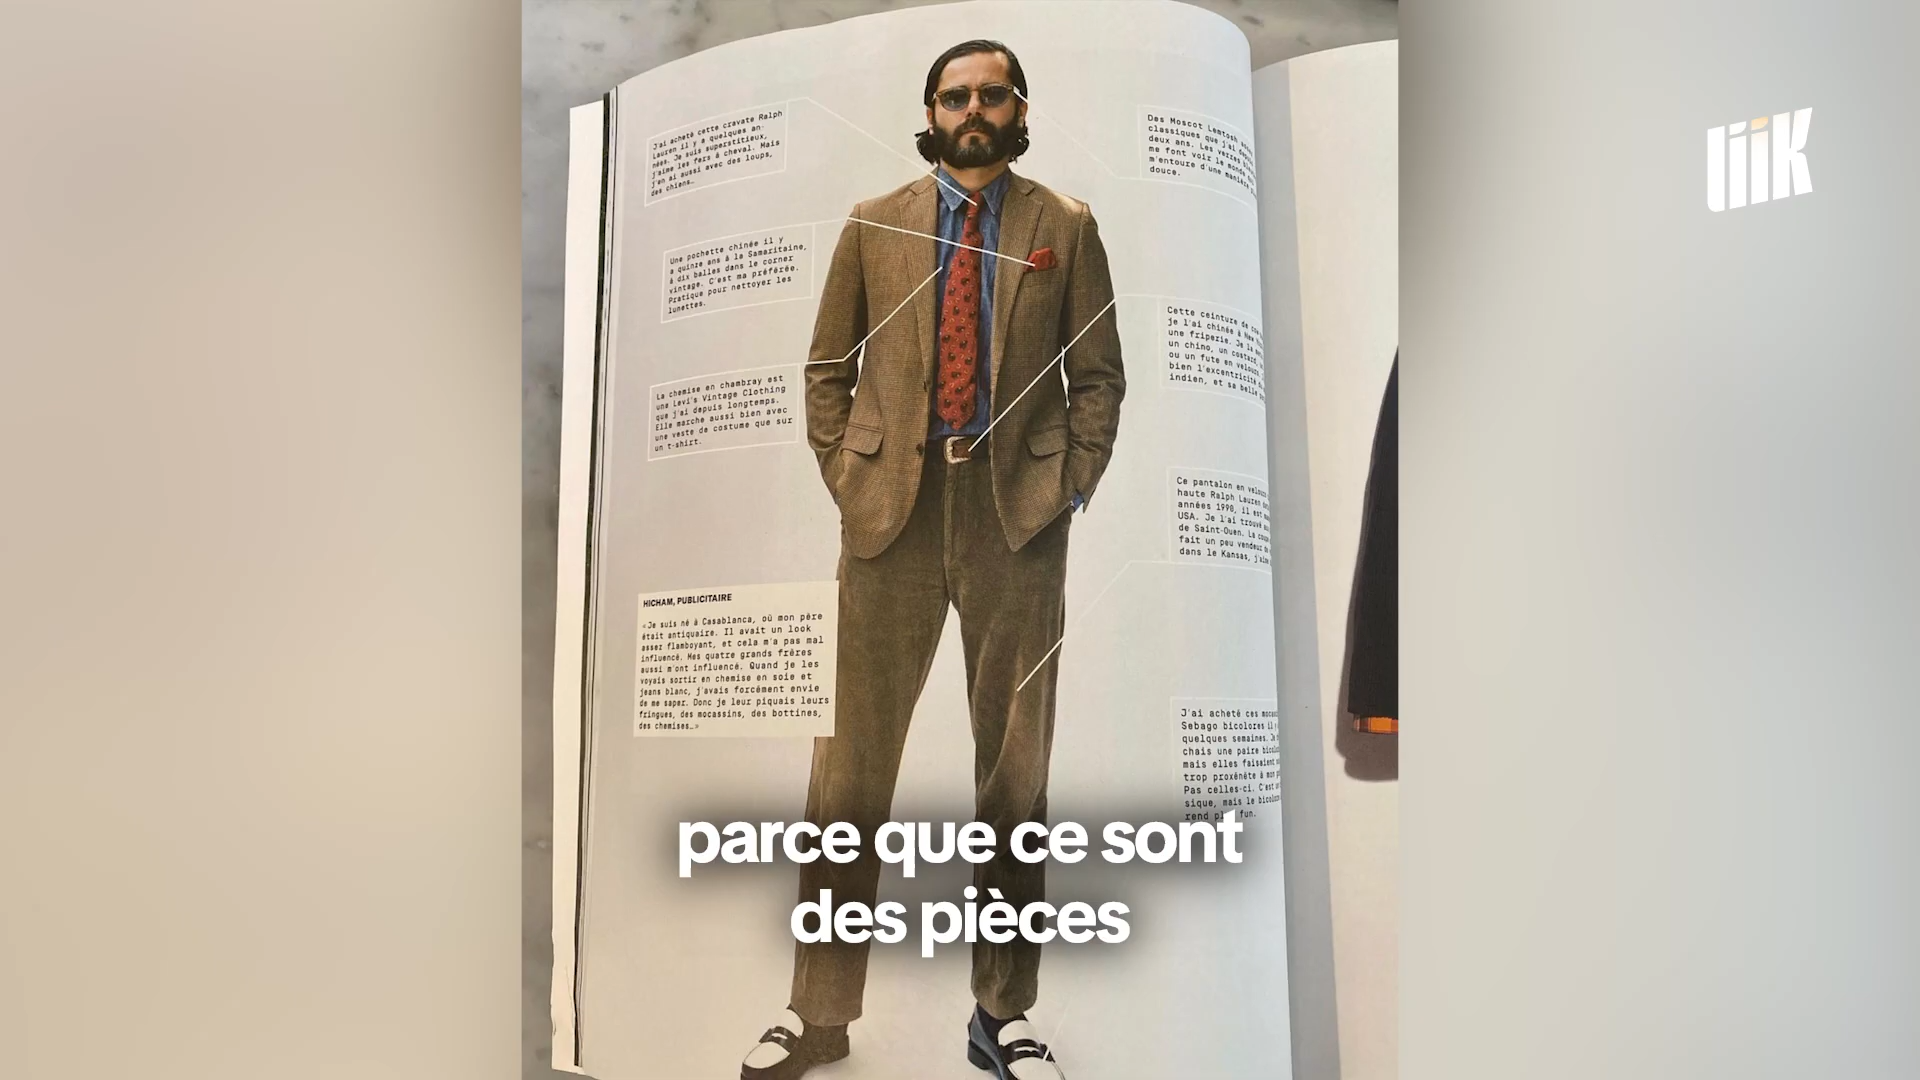 J'ai acheté cette cravate Ralph
Lauren il y a quelques an-
nées. Je suis superstitieux,
j'aime les fers à cheval. Mais
j'en ai aussi avec des loups,
des chiens…
Une pochette chinée il y
a quinze ans à la Samaritaine,
à dix balles dans le corner
vintage. C'est ma préférée.
Pratique pour nettoyer les
lunettes.
La chemise en chambray est
une Levi's Vintage Clothing
que j'ai depuis longtemps.
Elle marche aussi bien avec
une veste de costume que sur
un t-shirt.
HICHAM, PUBLICITAIRE
«Je suis né à Casablanca, où mon père
était antiquaire. Il avait un look
assez flamboyant, et cela m'a pas mal
influencé. Mes quatre grands frères
aussi m'ont influencé. Quand je les
voyais sortir en chemise en soie et
jeans blanc, j'avais forcément envie
de me saper. Donc je leur piquais leurs
fringues, des mocassins, des bottines,
des chemises…»
Des Moscot Lemtosh
classiques que j'ai
deux ans. Les verres
me font voir le monde
m'entoure d'une manière
douce.
Cette ceinture de
je l'ai chinée à New
une friperie. Je la
un chino, un costard,
ou un fute en velours
bien l'excentricité
indien, et sa belle
Ce pantalon en velours
haute Ralph Lauren
années 1990, il est
USA. Je l'ai trouvé
de Saint-Ouen. La coupe
fait un peu vendeur de
dans le Kansas, j'aime
J'ai acheté ces
Sebago bicolores il y
quelques semaines. Je
chais une paire
mais elles faisaient
trop proxénète à mon
Pas celles-ci. C'est
sique, mais le
rend fun.
liik
parce que ce sont
des pièces